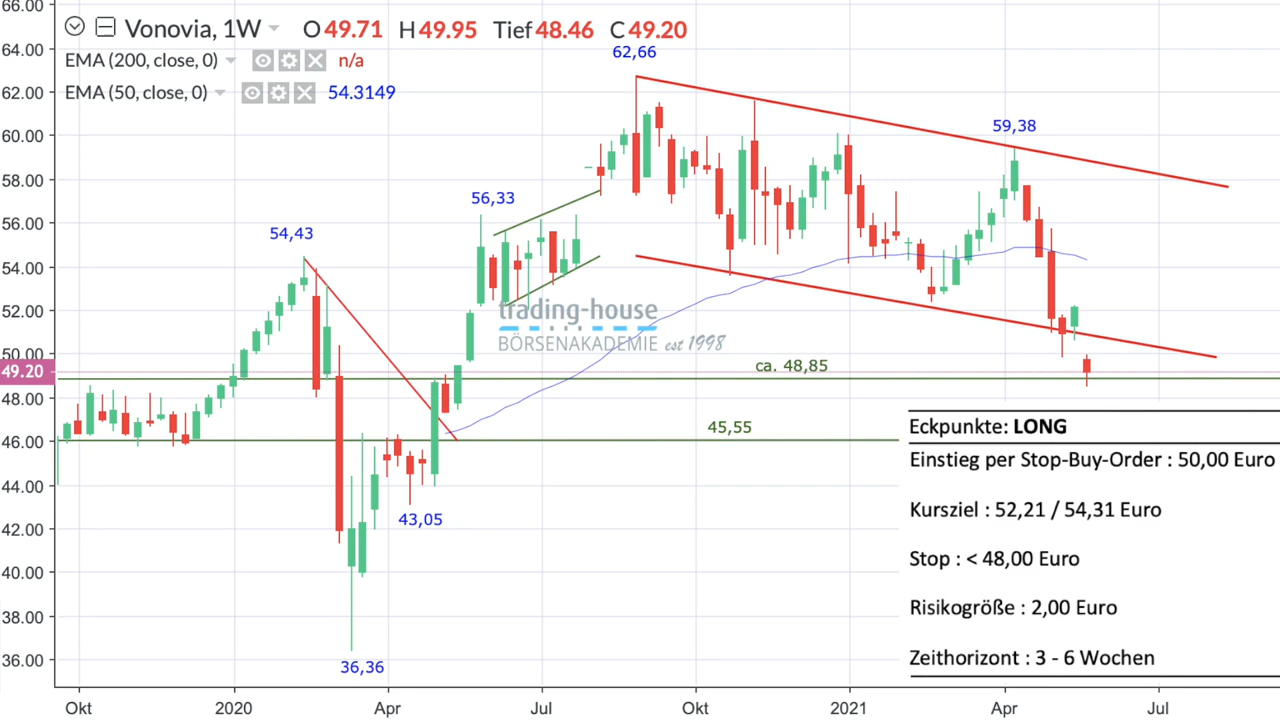 66.00
Vonovia, 1W O49.71 H49.95 Tief48.46 C49.20
64.00
62,66
EMA (200, close, 0) n/a
EMA (50, close, 0) 54.3149
62.00
60.00
59,38
58.00
56,33
56.00
54,43
54.00
52.00
trading-house
BÖRSENAKADEMIE est 1998
50.00
49.20
ca. 48,85
48.00
46.00
45,55
44.00
43,05
42.00
40.00
38.00
36.00
36,36
Eckpunkte: LONG
Einstieg per Stop-Buy-Order : 50,00 Euro
Kursziel : 52,21 / 54,31 Euro
Stop : < 48,00 Euro
Risikogröße : 2,00 Euro
Zeithorizont : 3 - 6 Wochen
Okt 2020 Apr Jul Okt 2021 Apr Jul